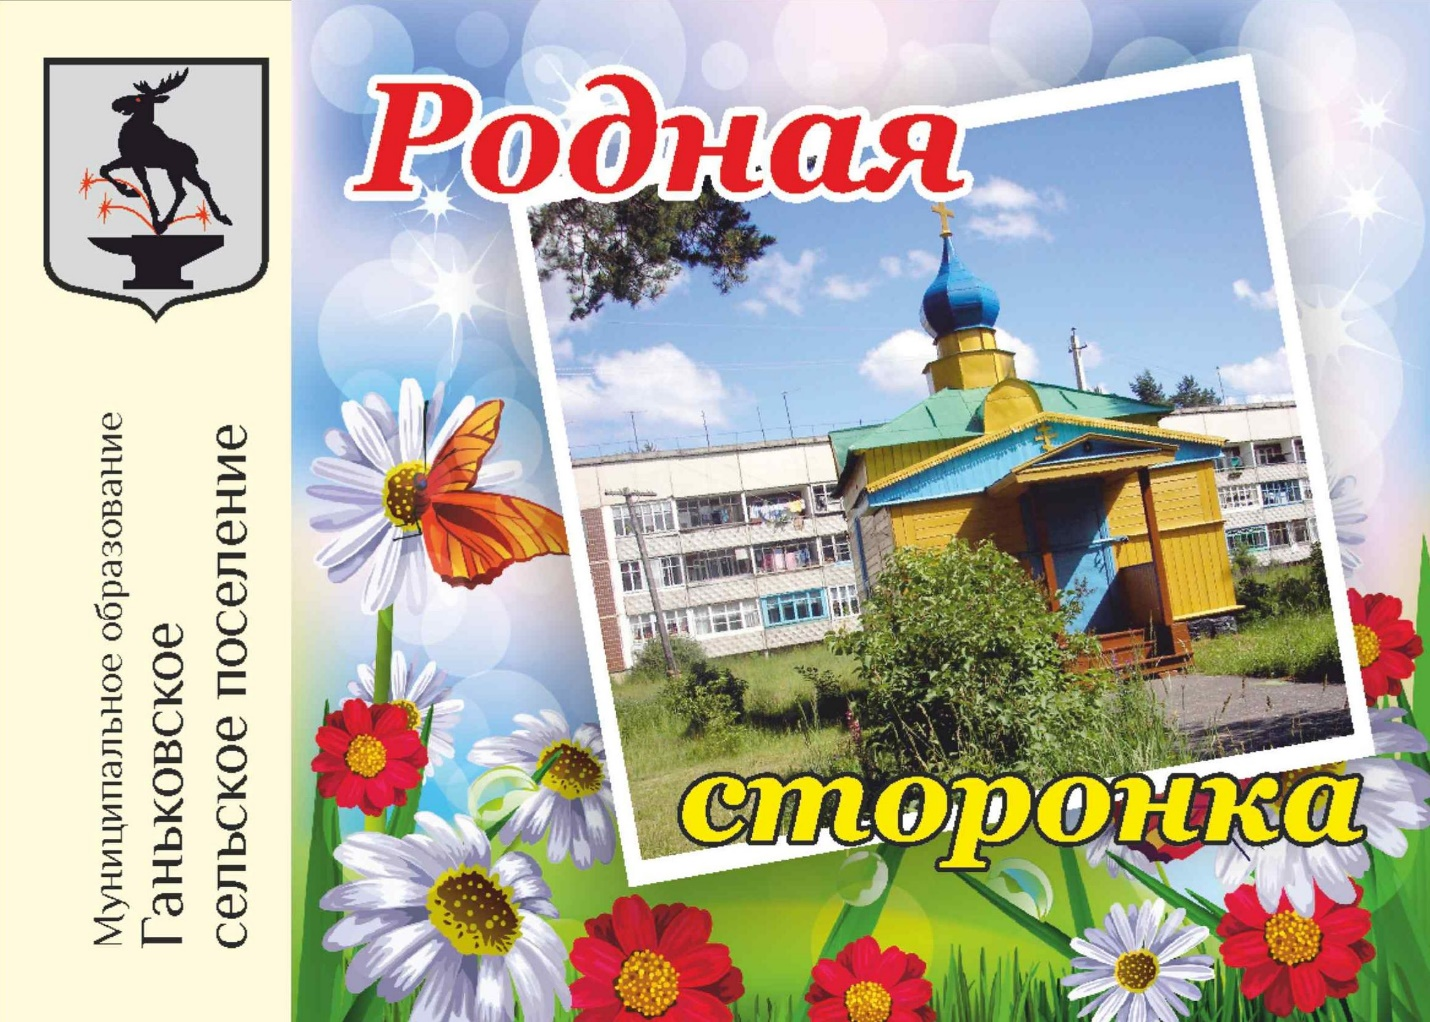 Муниципальное образование
Ганьковское
сельское поселение
Родная
сторонка